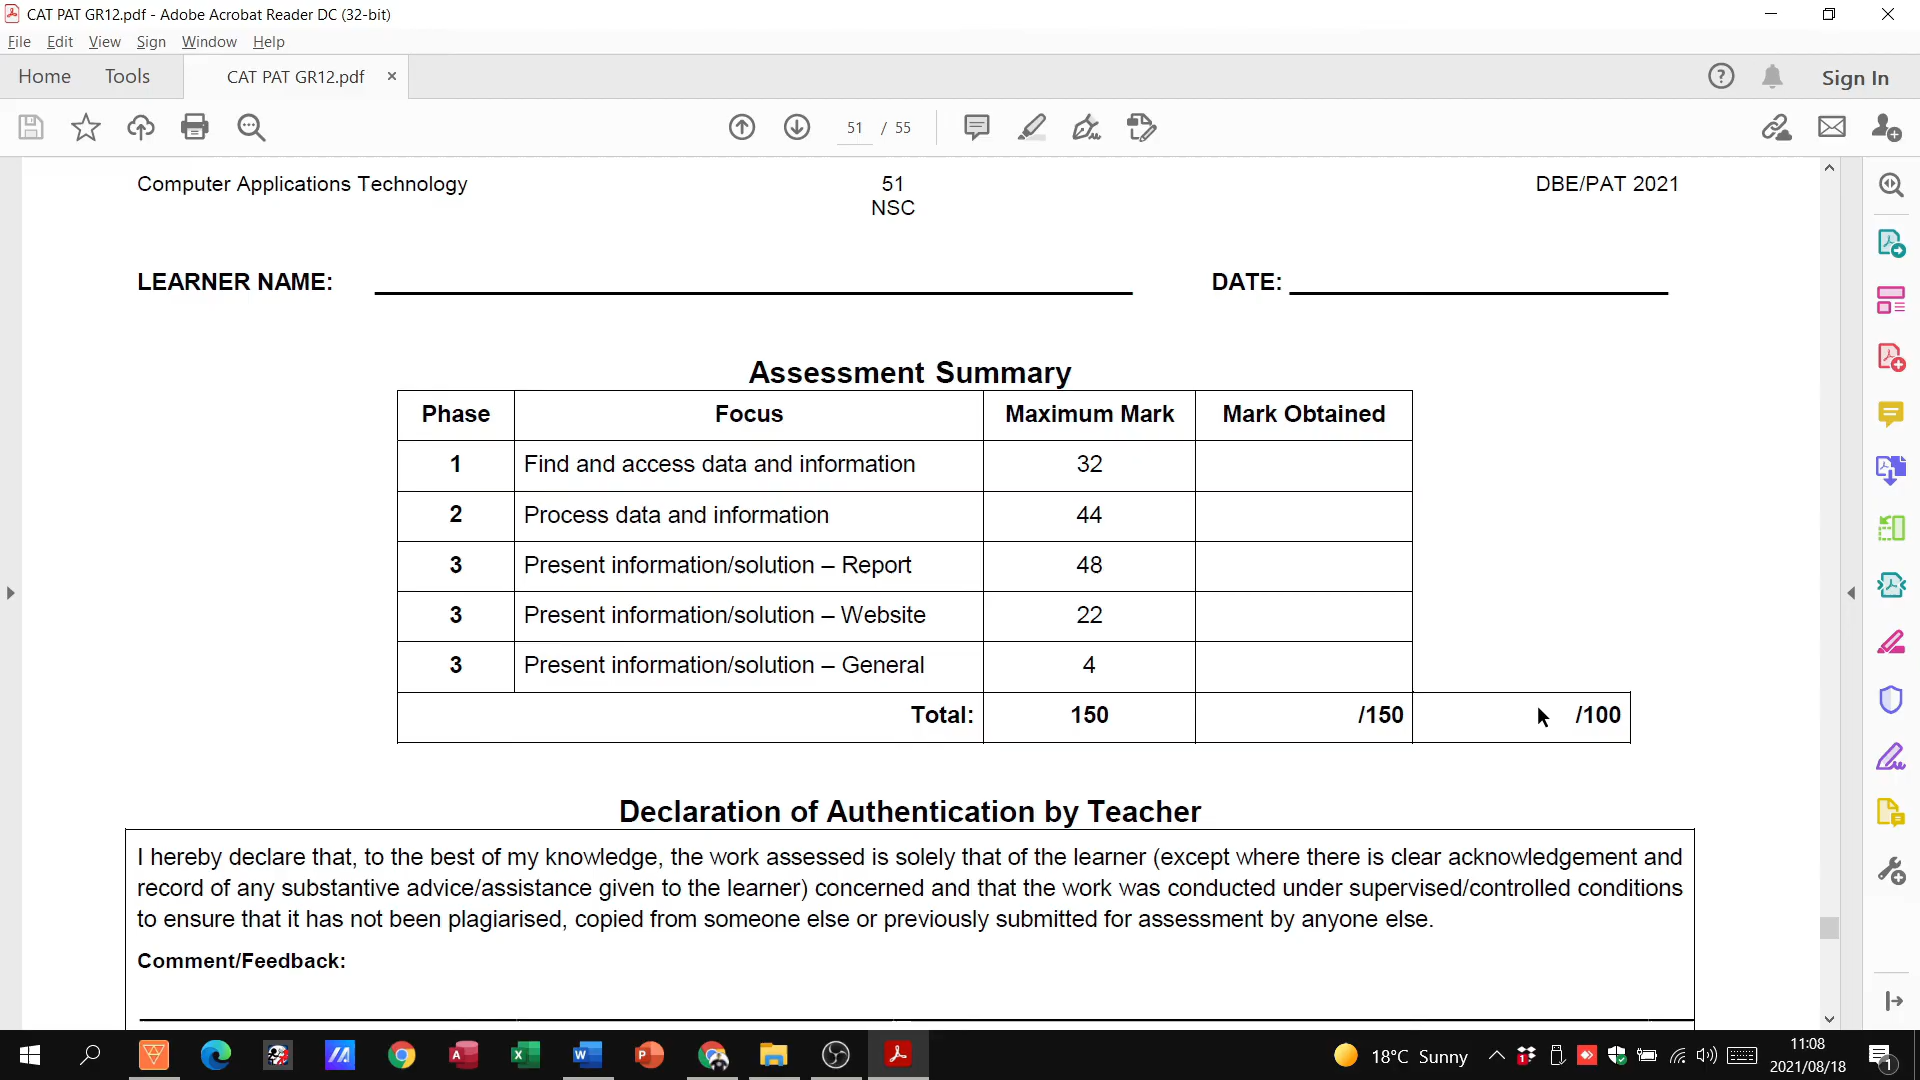 CAT PAT GR12.pdf - Adobe Acrobat Reader DC (32-bit)
File Edit View Sign Window Help
Home Tools CAT PAT GR12.pdf × Sign In
51 / 55
Computer Applications Technology 51 DBE/PAT 2021
NSC
LEARNER NAME: DATE:
Assessment Summary
Phase Focus Maximum Mark Mark Obtained
1 Find and access data and information 32
2 Process data and information 44
3 Present information/solution – Report 48
3 Present information/solution – Website 22
3 Present information/solution – General 4
Total: 150 /150 /100
Declaration of Authentication by Teacher
I hereby declare that, to the best of my knowledge, the work assessed is solely that of the learner (except where there is clear acknowledgement and
record of any substantive advice/assistance given to the learner) concerned and that the work was conducted under supervised/controlled conditions
to ensure that it has not been plagiarised, copied from someone else or previously submitted for assessment by anyone else.
Comment/Feedback:
18°C Sunny 11:08
2021/08/18 1